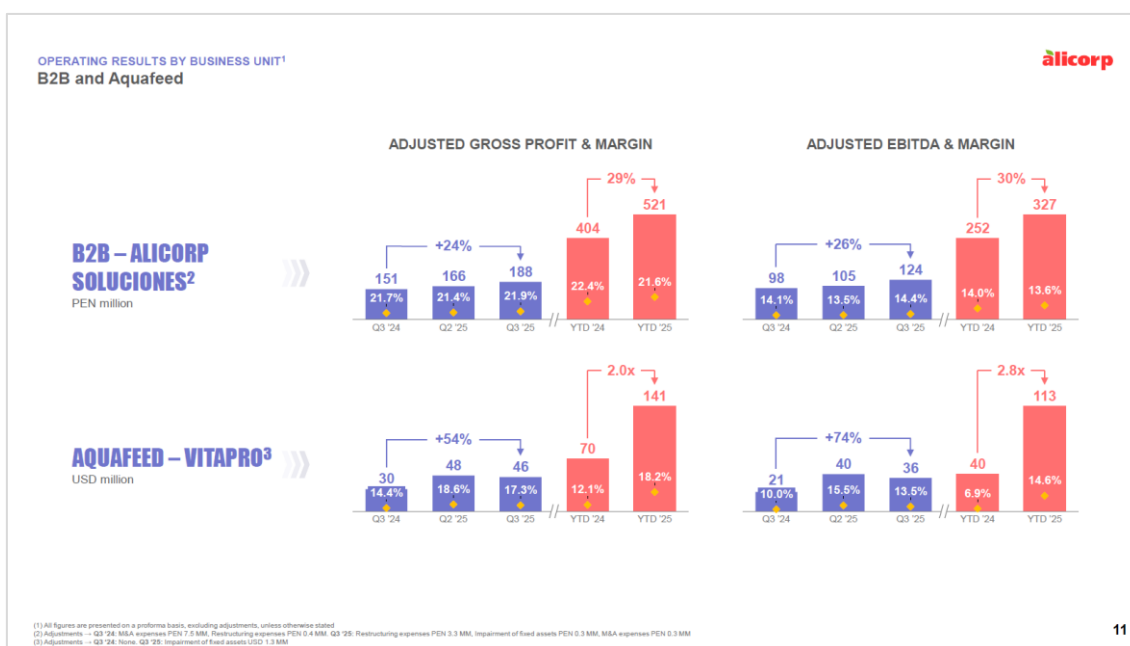 OPERATING RESULTS BY BUSINESS UNIT¹
B2B and Aquafeed
alicorp
ADJUSTED GROSS PROFIT & MARGIN
ADJUSTED EBITDA & MARGIN
B2B – ALICORP
SOLUCIONES²
PEN million
29%
+24%
151 166 188 404 521
21.7% 21.4% 21.9% 22.4% 21.6%
Q3 '24 Q2 '25 Q3 '25 // YTD '24 YTD '25
30%
+26%
98 105 124 252 327
14.1% 13.5% 14.4% 14.0% 13.6%
Q3 '24 Q2 '25 Q3 '25 // YTD '24 YTD '25
AQUAFEED – VITAPRO³
USD million
2.0x
+54%
30 48 46 70 141
14.4% 18.6% 17.3% 12.1% 18.2%
Q3 '24 Q2 '25 Q3 '25 // YTD '24 YTD '25
2.8x
+74%
21 40 36 40 113
10.0% 15.5% 13.5% 6.9% 14.6%
Q3 '24 Q2 '25 Q3 '25 // YTD '24 YTD '25
(1) All figures are presented on a proforma basis, excluding adjustments, unless otherwise stated
(2) Adjustments → Q3 '24: M&A expenses PEN 7.5 MM, Restructuring expenses PEN 0.4 MM. Q3 '25: Restructuring expenses PEN 3.3 MM, Impairment of fixed assets PEN 0.3 MM, M&A expenses PEN 0.3 MM
(3) Adjustments → Q3 '24: None. Q3 '25: Impairment of fixed assets USD 1.3 MM
11